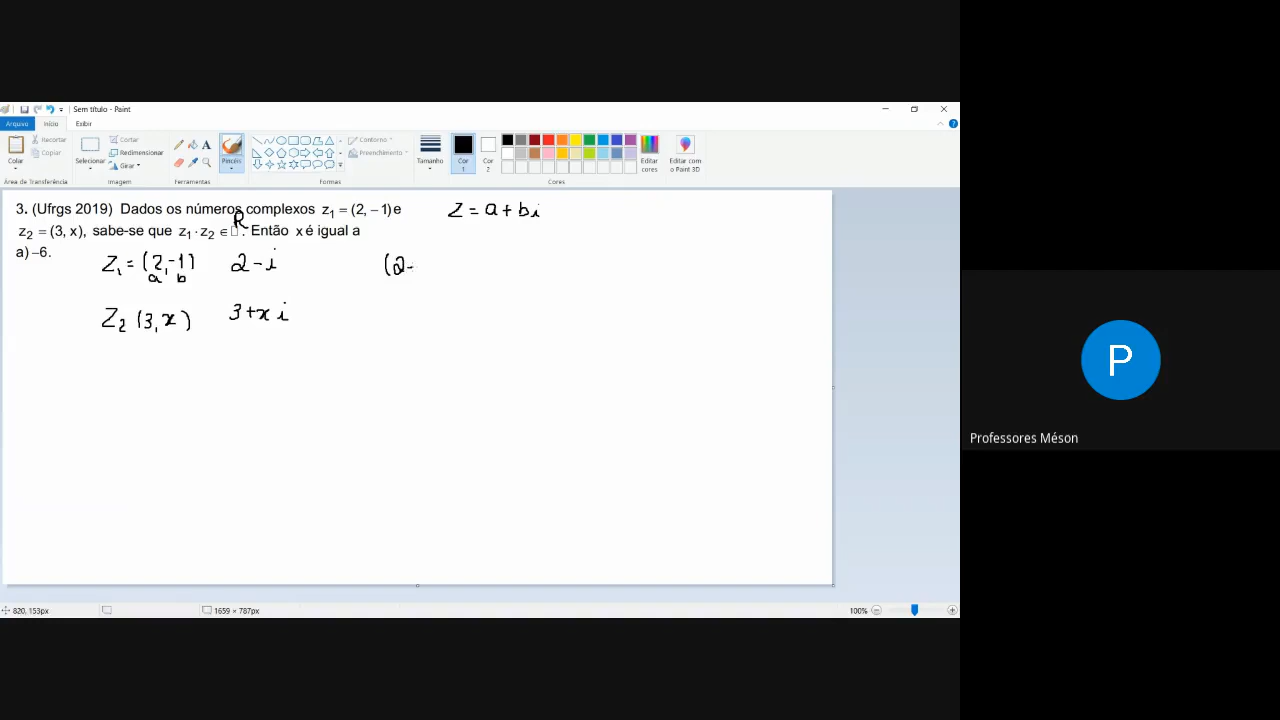 Sem título - Paint
Arquivo Início Exibir
Colar
Recortar
Copiar
Área de Transferência
Selecionar
Cortar
Redimensionar
Girar
Imagem
Ferramentas
Pincéis
Formas
Contorno
Preenchimento
Tamanho
Cor 1
Cor 2
Cores
Editar cores
Editar com o Paint 3D
3. (Ufrgs 2019) Dados os números complexos z₁ = (2, −1) e
z₂ = (3, x), sabe-se que z₁ · z₂ ∈ □. Então x é igual a
R
a) −6.
Z = a + bi
Z₁ = (2, -1) 2 - i (2-
a b
Z₂ (3, x) 3 + x i
820, 153px
1659 × 787px
100%
P
Professores Méson